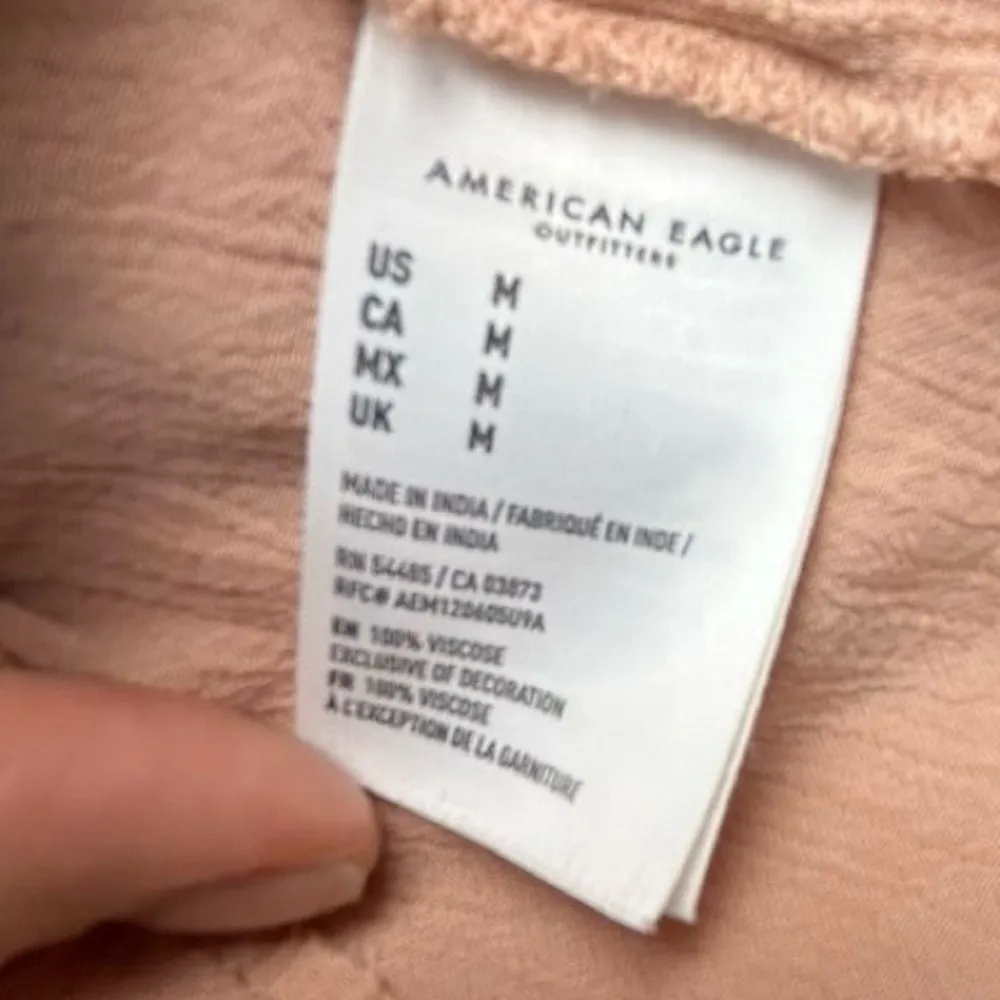 AMERICAN EAGLE
OUTFITTERS
US M
CA M
MX M
UK M
MADE IN INDIA / FABRIQUÉ EN INDE /
HECHO EN INDIA
RN 54485 / CA 03873
RFC# AEM120605U9A
EN 100% VISCOSE
EXCLUSIVE OF DECORATION
FR 100% VISCOSE
À L'EXCEPTION DE LA GARNITURE